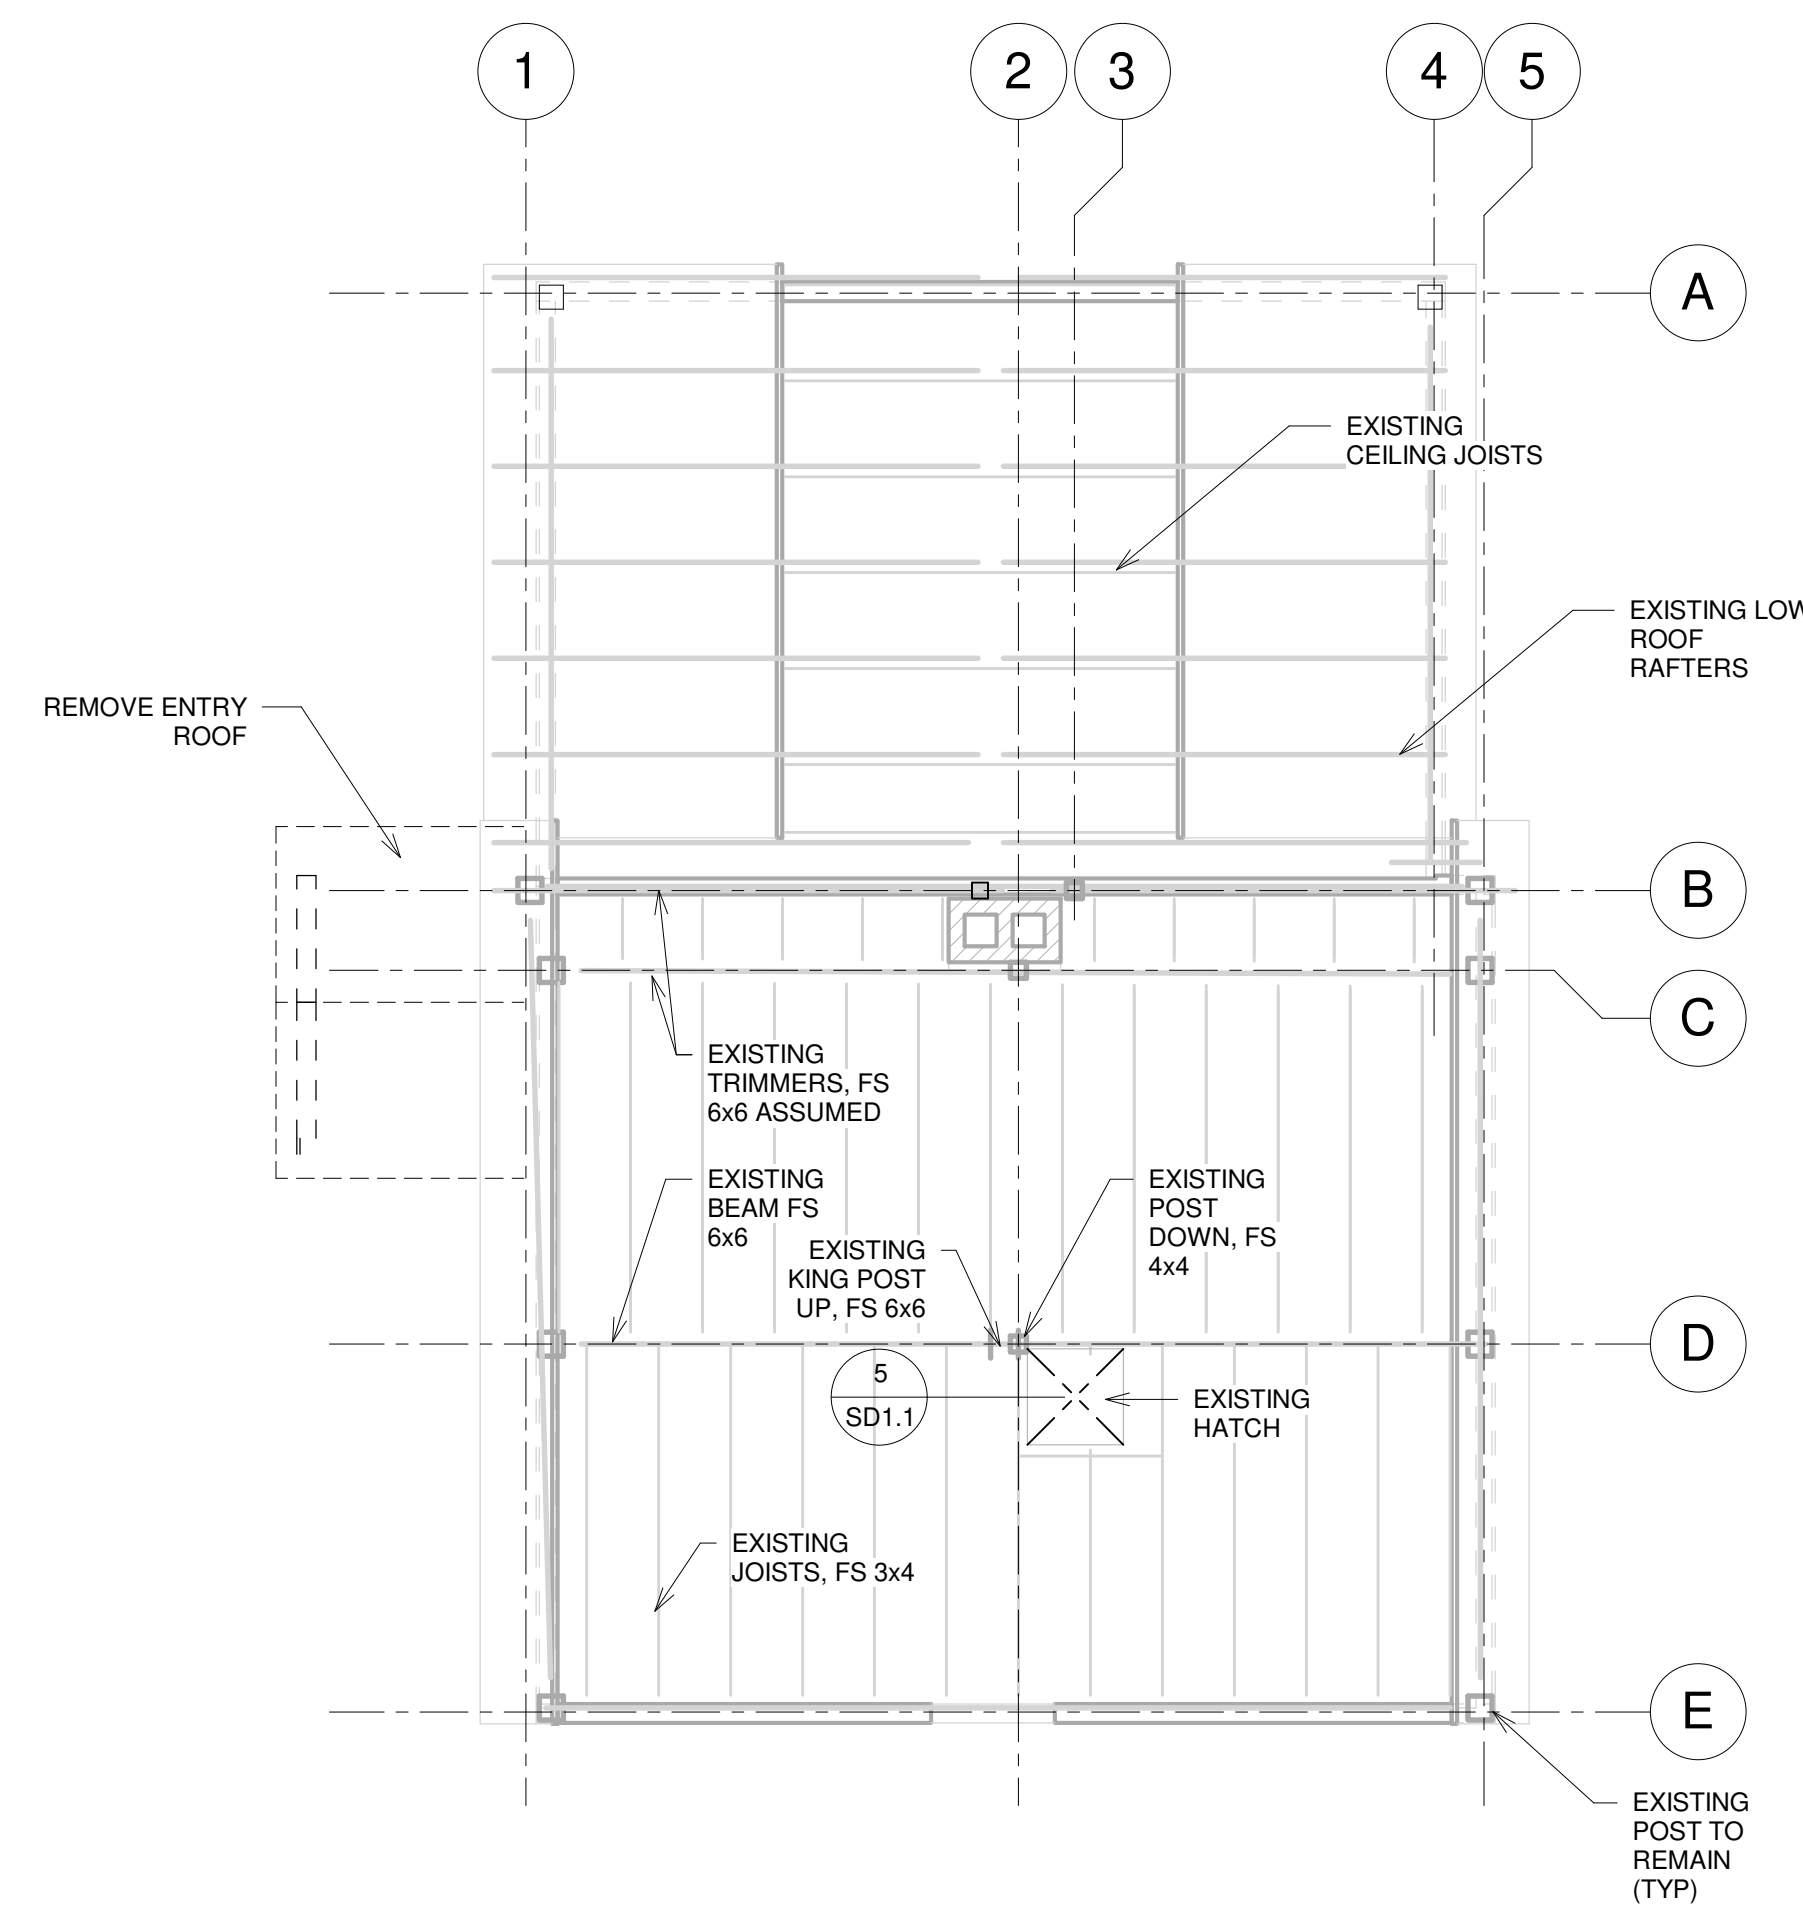 1
2
3
4
5
A
EXISTING
CEILING JOISTS
EXISTING LOW
ROOF
RAFTERS
REMOVE ENTRY
ROOF
B
C
EXISTING
TRIMMERS, FS
6x6 ASSUMED
EXISTING
BEAM FS
6x6
EXISTING
POST
DOWN, FS
4x4
EXISTING
KING POST
UP, FS 6x6
D
5
SD1.1
EXISTING
HATCH
EXISTING
JOISTS, FS 3x4
E
EXISTING
POST TO
REMAIN
(TYP)